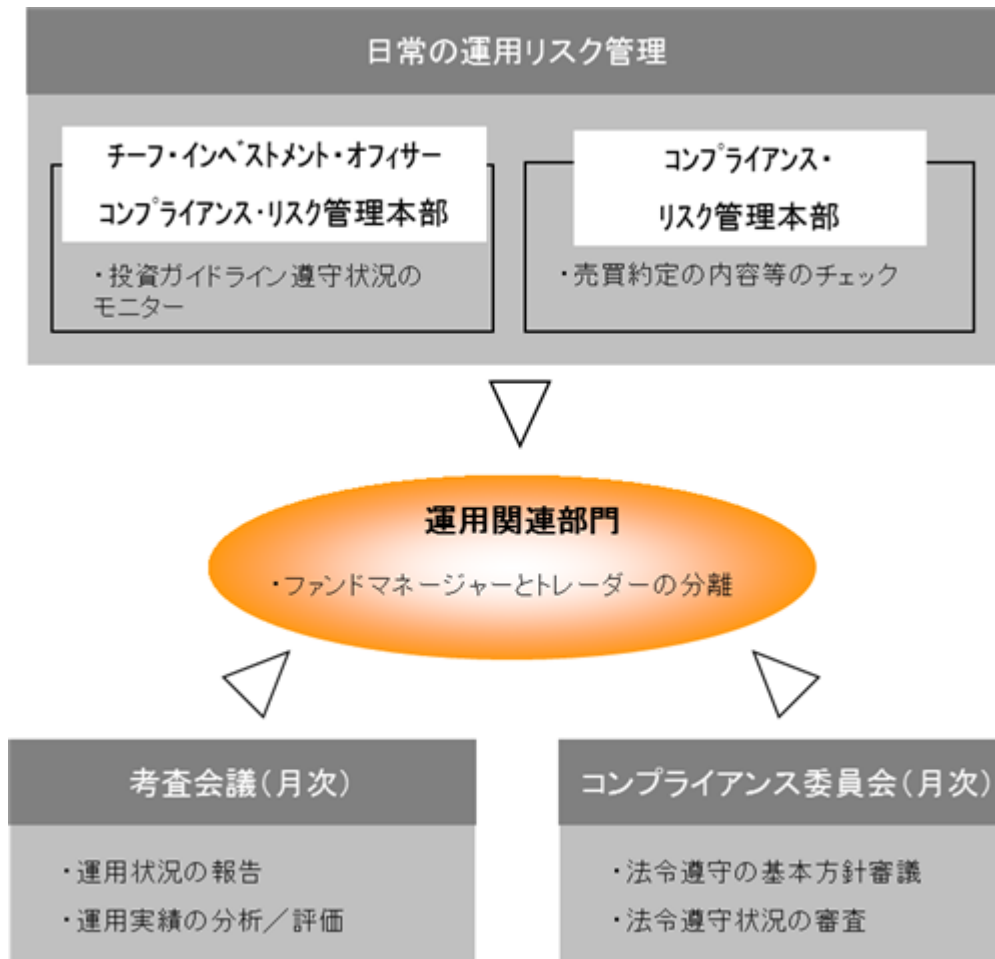 日常の運用リスク管理
チーフ・インベストメント・オフィサー
コンプライアンス・リスク管理本部
・投資ガイドライン遵守状況の
モニター
コンプライアンス・
リスク管理本部
・売買約定の内容等のチェック
運用関連部門
・ファンドマネージャーとトレーダーの分離
考査会議(月次)
・運用状況の報告
・運用実績の分析/評価
コンプライアンス委員会(月次)
・法令遵守の基本方針審議
・法令遵守状況の審査